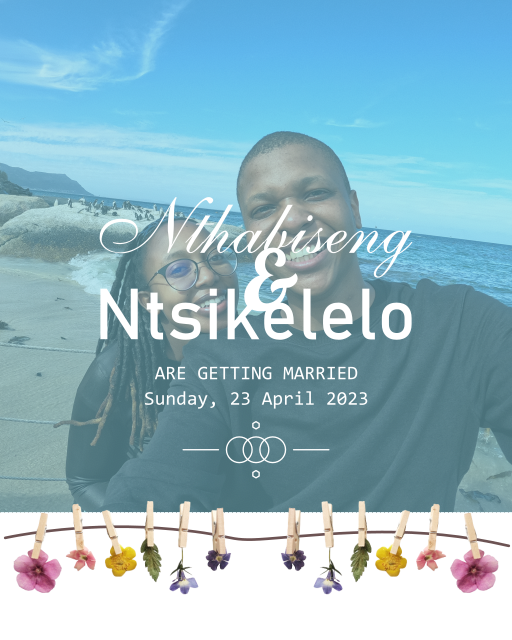 Nthabiseng
&
Ntsikelelo
ARE GETTING MARRIED
Sunday, 23 April 2023